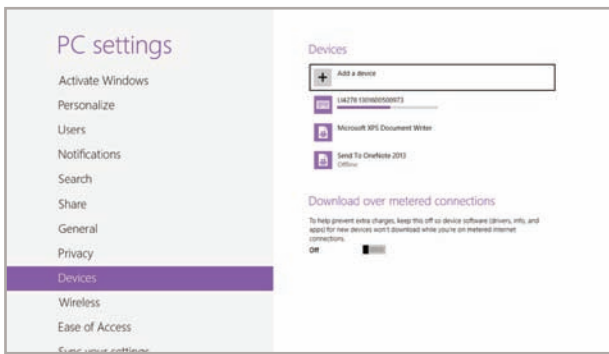 PC settings
Activate Windows
Personalize
Users
Notifications
Search
Share
General
Privacy
Devices
Wireless
Ease of Access
Sync your settings
Devices
Add a device
Microsoft XPS Document Writer
Send To OneNote 2013
Offline
Download over metered connections
To help prevent extra charges, keep this off so device software (drivers, info, and
apps) for new devices won't download while you're on metered internet
connections.
Off